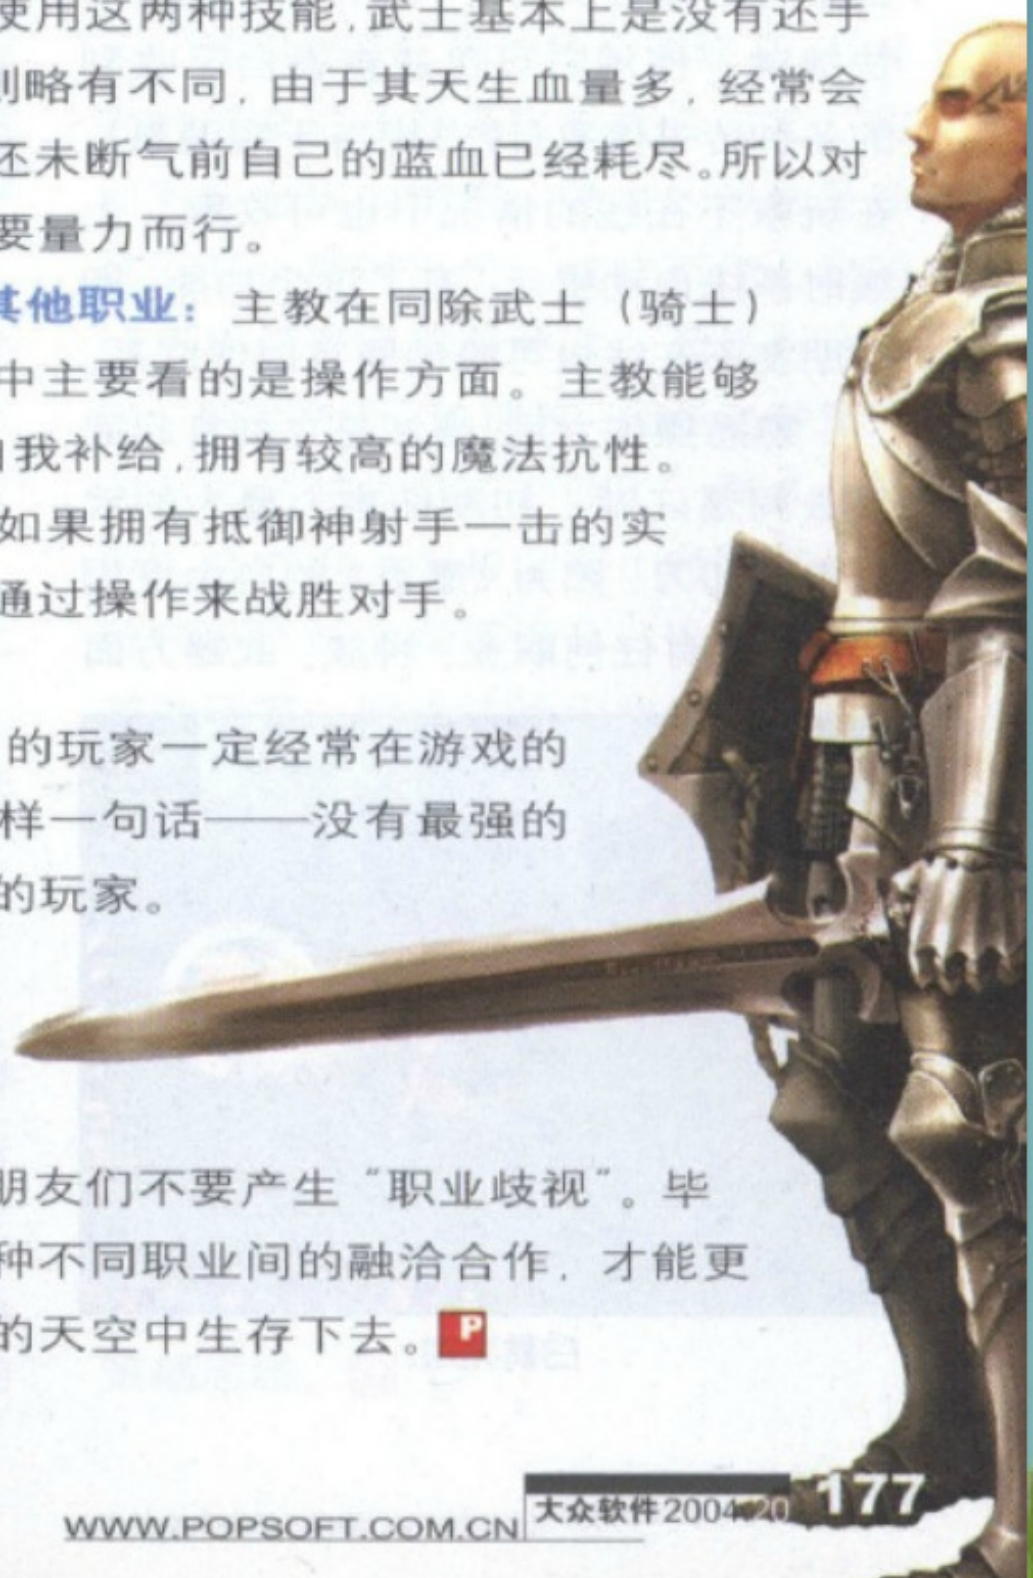 使用这两种技能,武士基本上是没有还手
则略有不同,由于其天生血量多,经常会
还未断气前自己的蓝血已经耗尽。所以对
要量力而行。
其他职业:主教在同除武士(骑士)
中主要看的是操作方面。主教能够
自我补给,拥有较高的魔法抗性。
如果拥有抵御神射手一击的实
通过操作来战胜对手。
的玩家一定经常在游戏的
样一句话——没有最强的
的玩家。
朋友们不要产生“职业歧视”。毕
种不同职业间的融洽合作,才能更
的天空中生存下去。P
WWW.POPSOFT.COM.CN
大众软件2004.20
177